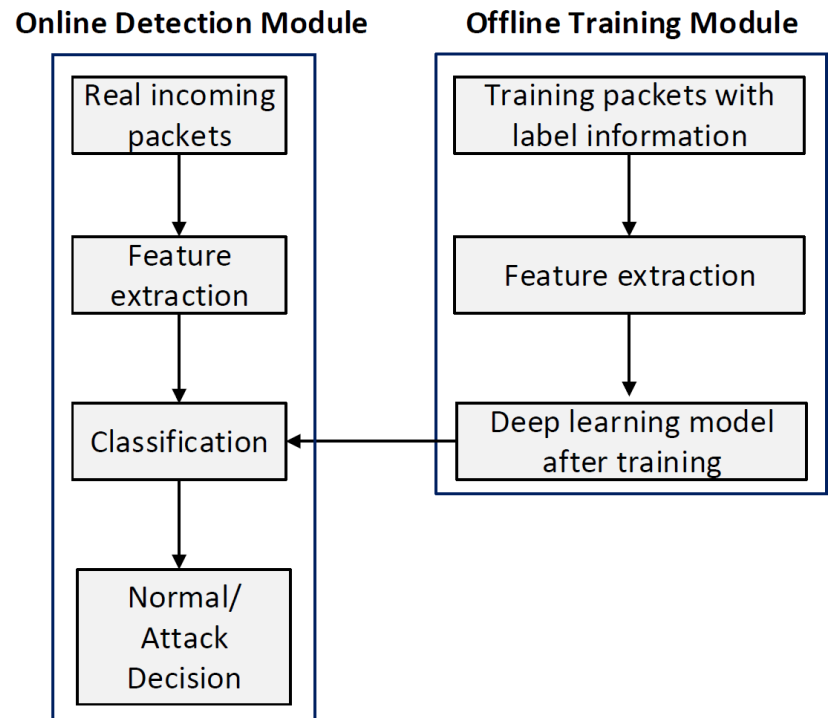 Online Detection Module
Real incoming
packets
Feature
extraction
Classification
Normal/
Attack
Decision
Offline Training Module
Training packets with
label information
Feature extraction
Deep learning model
after training